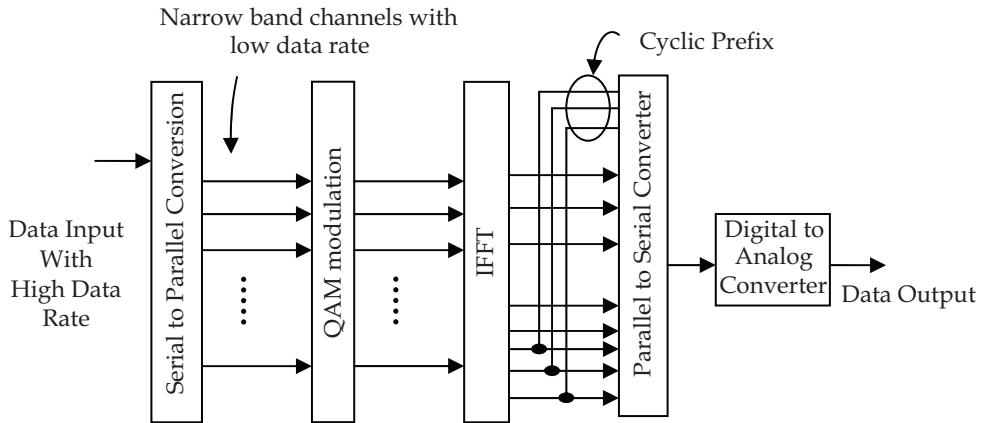 Narrow band channels with
low data rate
Cyclic Prefix
Data Input
With
High Data
Rate
Serial to Parallel Conversion
QAM modulation
IFFT
Parallel to Serial Converter
Digital to
Analog
Converter
Data Output